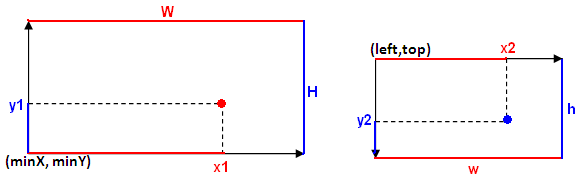 W
(left,top)
x2
y1
H
y2
h
(minX, minY)
x1
w